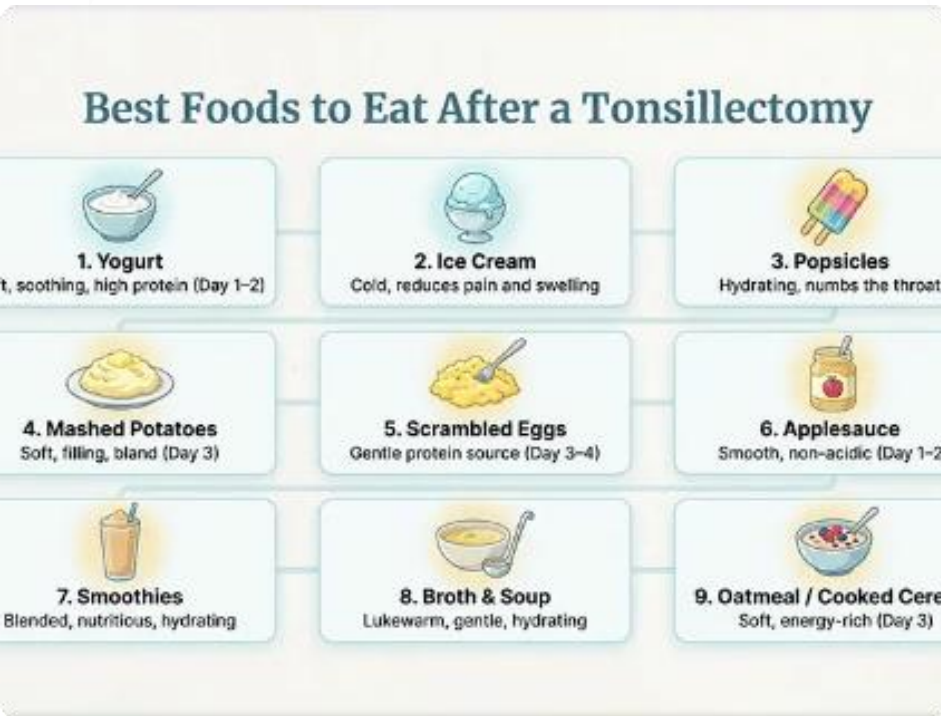 Best Foods to Eat After a Tonsillectomy
1. Yogurt
t, soothing, high protein (Day 1–2)
2. Ice Cream
Cold, reduces pain and swelling
3. Popsicles
Hydrating, numbs the throat
4. Mashed Potatoes
Soft, filling, bland (Day 3)
5. Scrambled Eggs
Gentle protein source (Day 3–4)
6. Applesauce
Smooth, non-acidic (Day 1–2
7. Smoothies
Blended, nutritious, hydrating
8. Broth & Soup
Lukewarm, gentle, hydrating
9. Oatmeal / Cooked Cere
Soft, energy-rich (Day 3)